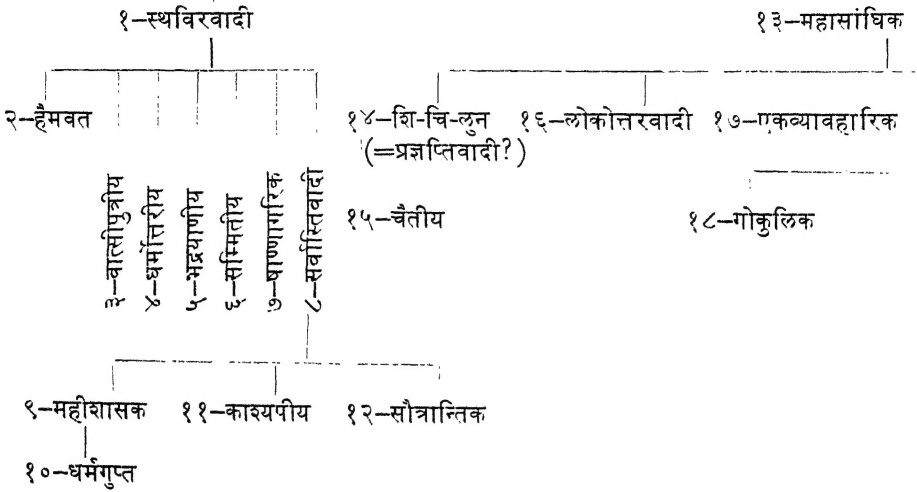 १–स्थविरवादी १३–महासांघिक
२–हैमवत १४–शि-चि-लुन १६–लोकोत्तरवादी १७–एकव्यावहारिक
(=प्रज्ञप्तिवादी?)
३–वात्सीपुत्रीय
४–धर्मोत्तरीय
५–भद्रयाणीय
६–सम्मितीय
७–षाण्णागरिक
८–सर्वास्तिवादी
१५–चैतीय १८–गोकुलिक
९–महीशासक ११–काश्यपीय १२–सौत्रान्तिक
१०–धर्मगुप्त